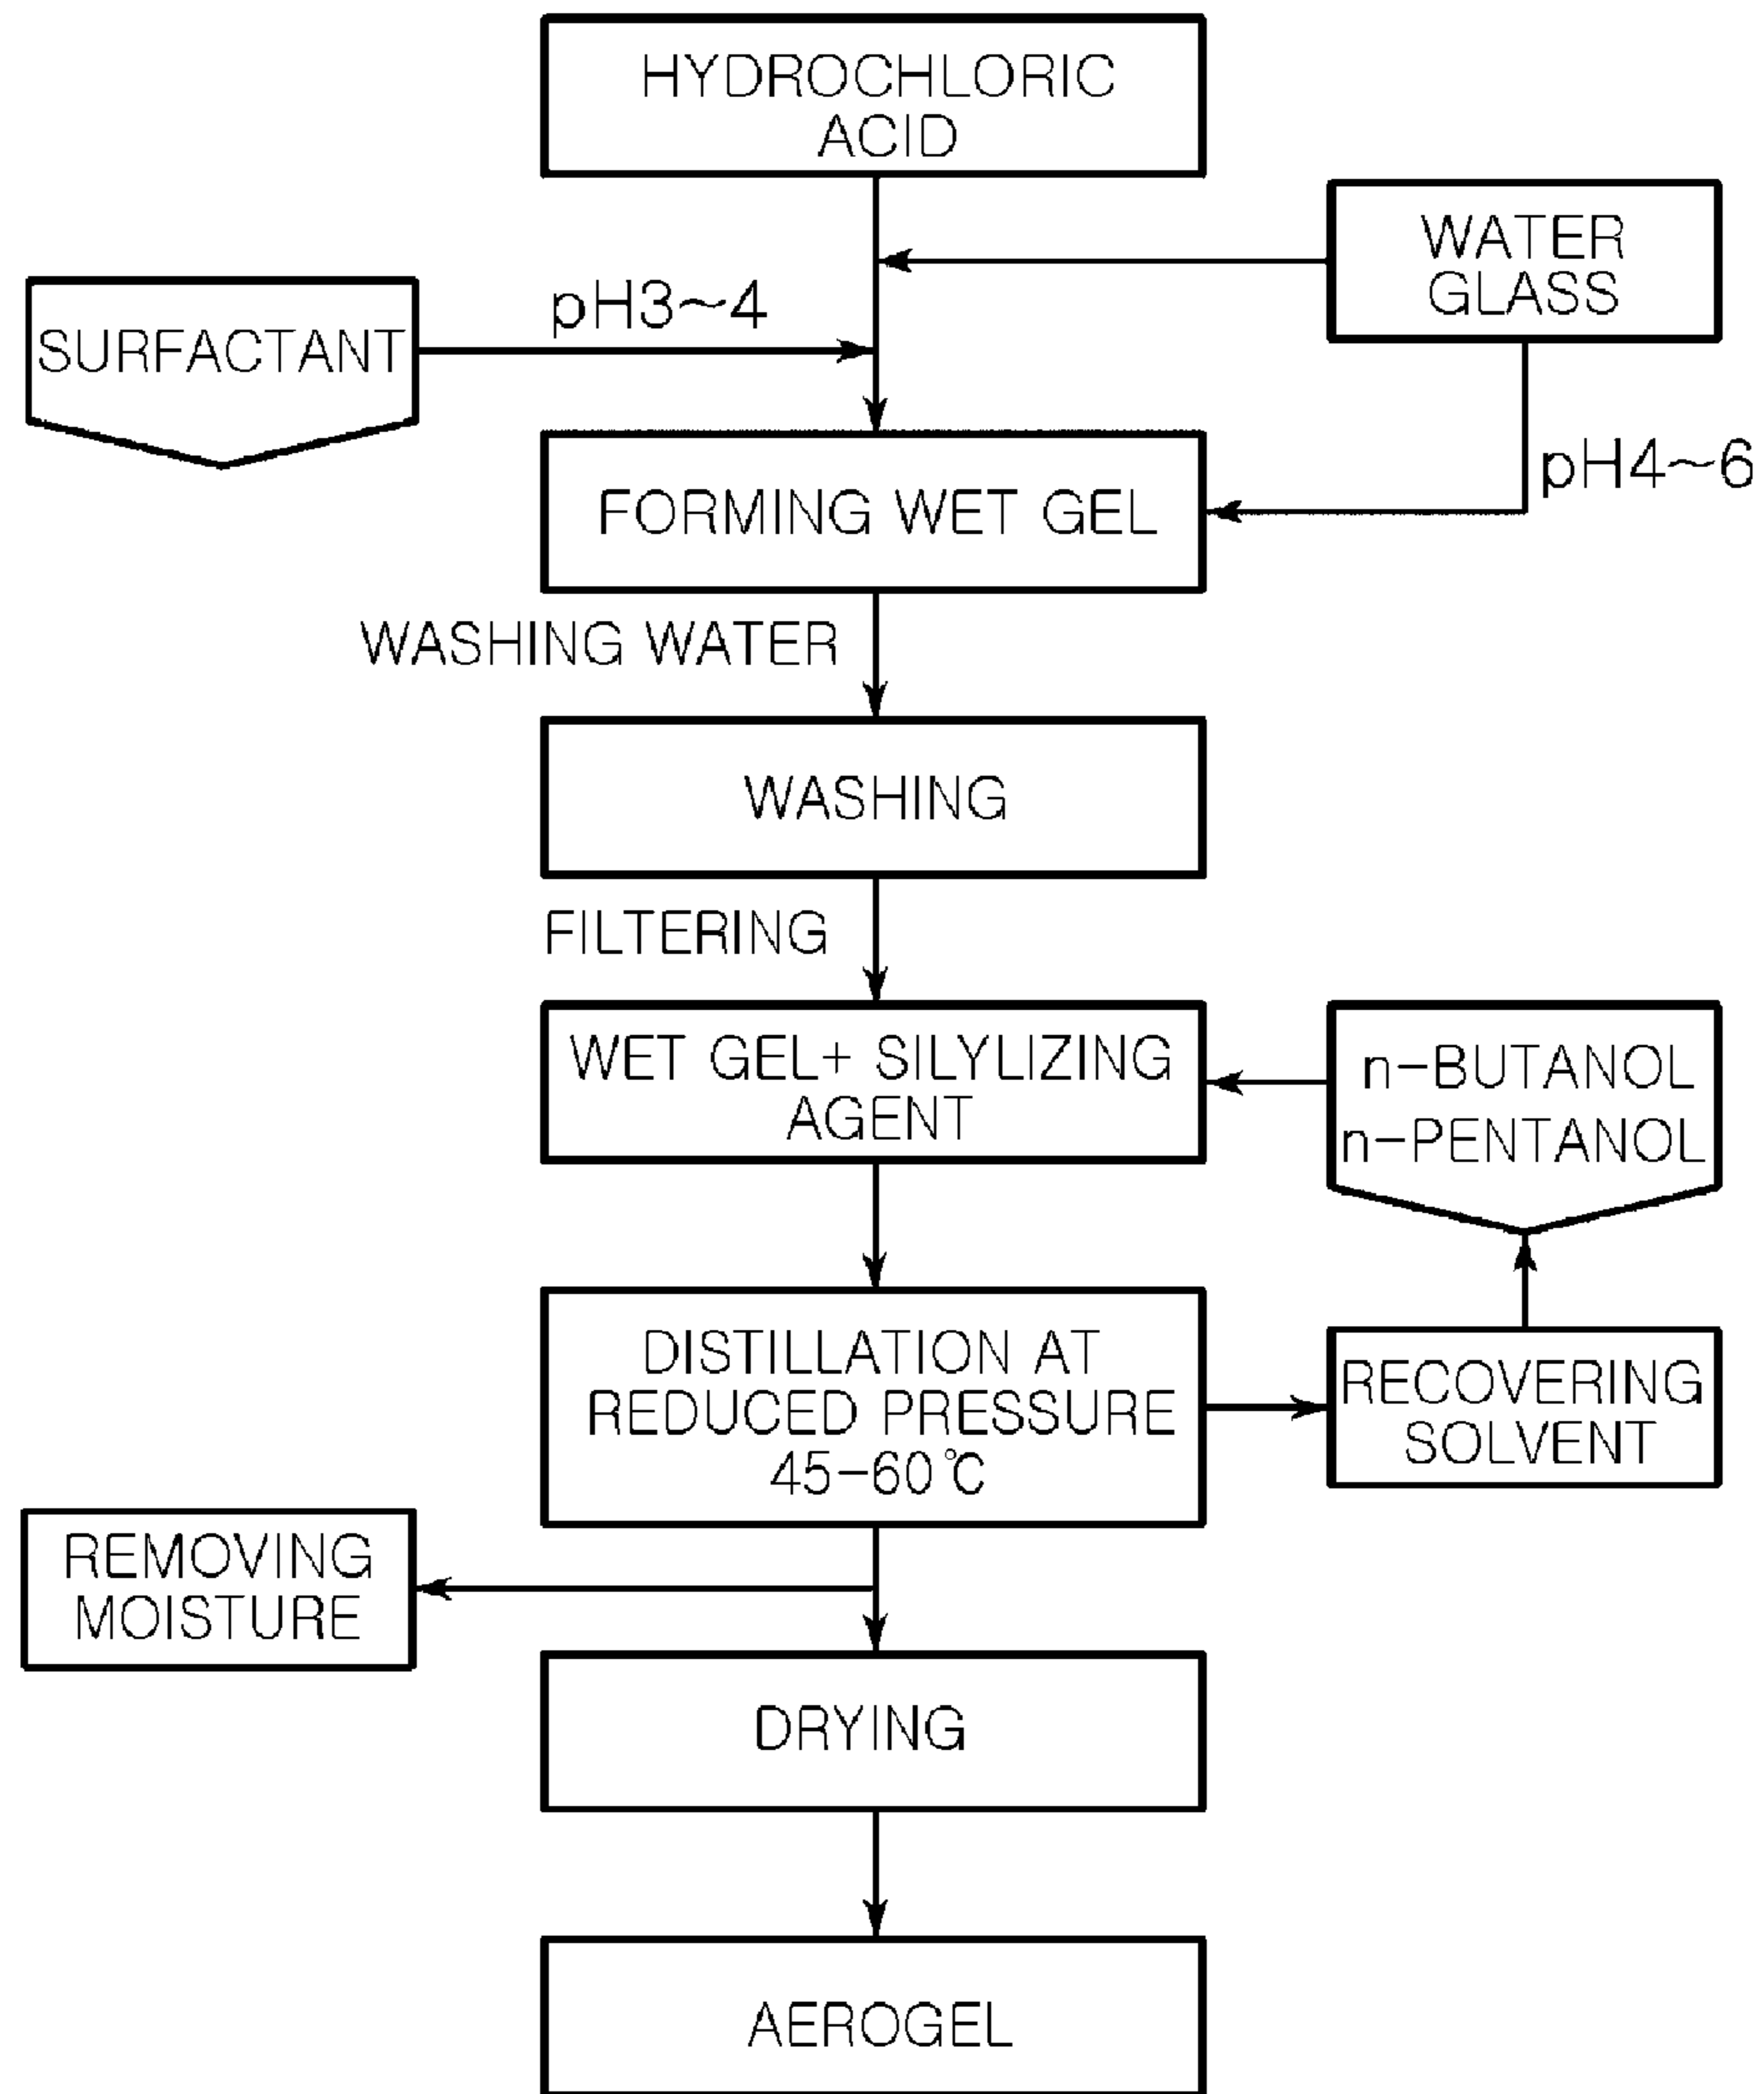 HYDROCHLORIC
ACID
WATER
GLASS
pH3~4
SURFACTANT
pH4~6
FORMING WET GEL
WASHING WATER
WASHING
FILTERING
WET GEL+ SILYLIZING
AGENT
n-BUTANOL
n-PENTANOL
DISTILLATION AT
REDUCED PRESSURE
45-60℃
RECOVERING
SOLVENT
REMOVING
MOISTURE
DRYING
AEROGEL